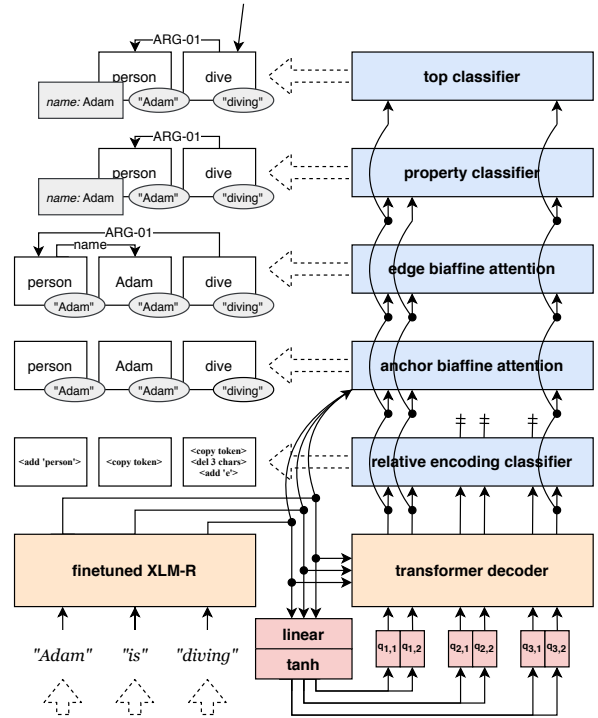 ARG-01
person dive
name: Adam "Adam" "diving"
top classifier
ARG-01
person dive
name: Adam "Adam" "diving"
property classifier
ARG-01
name
person Adam dive
"Adam" "Adam" "diving"
edge biaffine attention
person Adam dive
"Adam" "Adam" "diving"
anchor biaffine attention
<add 'person'> <copy token> <copy token>
<del 3 chars>
<add 'e'>
relative encoding classifier
finetuned XLM-R
transformer decoder
linear
tanh
q1,1 q1,2 q2,1 q2,2 q3,1 q3,2
"Adam" "is" "diving"